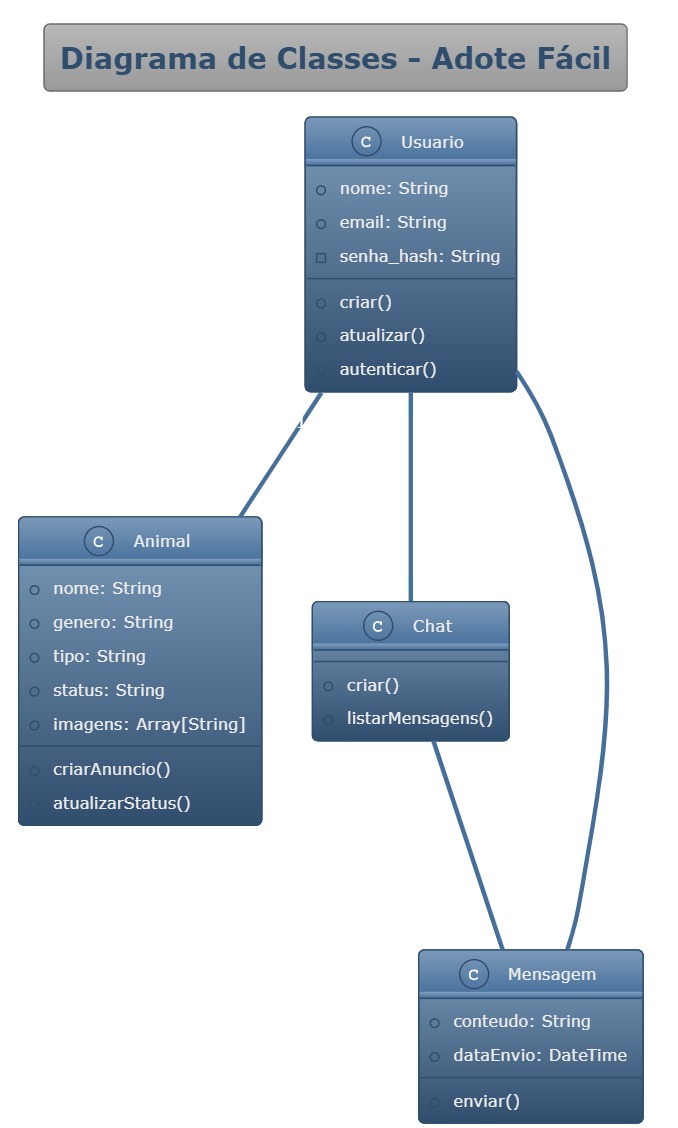 Diagrama de Classes – Adote Fácil
C Usuario
nome: String
email: String
senha_hash: String
criar()
atualizar()
autenticar()
C Animal
nome: String
genero: String
tipo: String
status: String
imagens: Array[String]
criarAnuncio()
atualizarStatus()
C Chat
criar()
listarMensagens()
C Mensagem
conteudo: String
dataEnvio: DateTime
enviar()